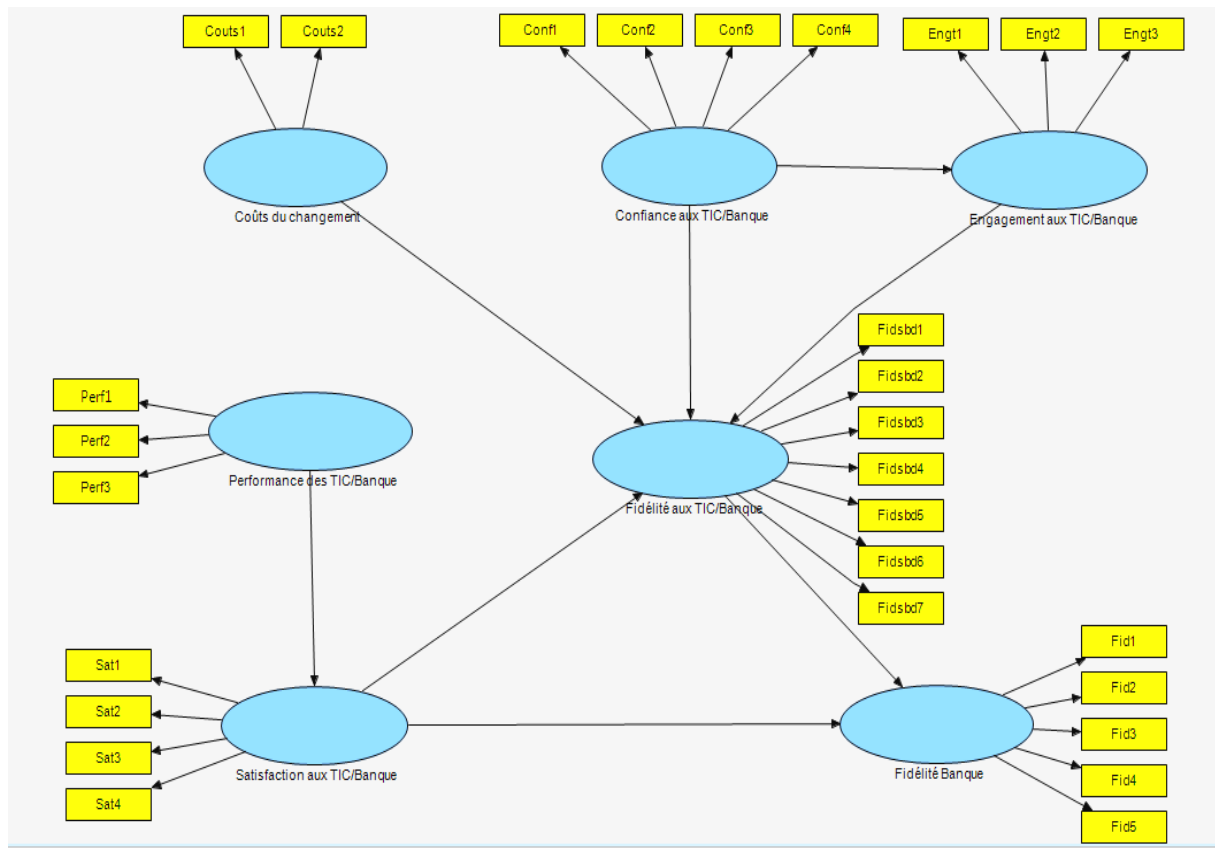 Couts1
Couts2
Conf1
Conf2
Conf3
Conf4
Engt1
Engt2
Engt3
Coûts du changement
Confiance aux TIC/Banque
Engagement aux TIC/Banque
Fidsbd1
Fidsbd2
Fidsbd3
Fidsbd4
Fidsbd5
Fidsbd6
Fidsbd7
Perf1
Perf2
Perf3
Performance des TIC/Banque
Fidélité aux TIC/Banque
Sat1
Sat2
Sat3
Sat4
Satisfaction aux TIC/Banque
Fidélité Banque
Fid1
Fid2
Fid3
Fid4
Fid5